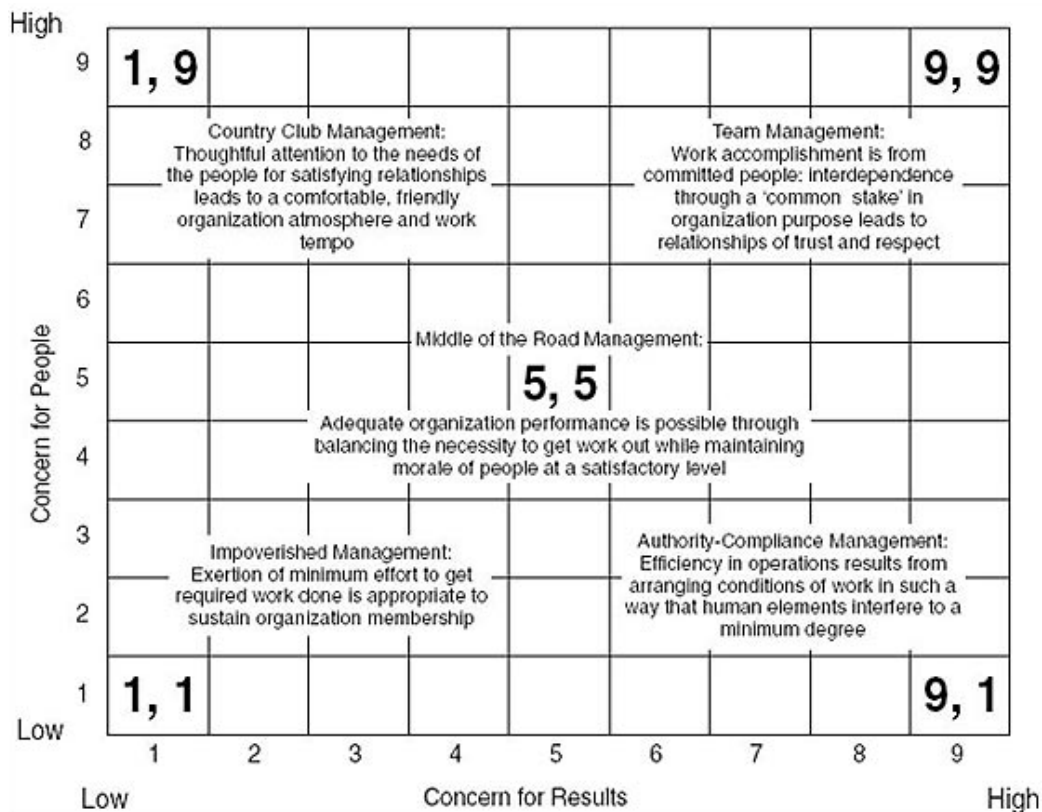 High
9
1, 9
9, 9
8
Country Club Management:
Thoughtful attention to the needs of
the people for satisfying relationships
leads to a comfortable, friendly
organization atmosphere and work
tempo
Team Management:
Work accomplishment is from
committed people: interdependence
through a ‘common stake’ in
organization purpose leads to
relationships of trust and respect
7
6
Concern for People
Middle of the Road Management:
5
5, 5
Adequate organization performance is possible through
balancing the necessity to get work out while maintaining
morale of people at a satisfactory level
4
3
Impoverished Management:
Exertion of minimum effort to get
required work done is appropriate to
sustain organization membership
Authority-Compliance Management:
Efficiency in operations results from
arranging conditions of work in such a
way that human elements interfere to a
minimum degree
2
1
1, 1
9, 1
Low
1 2 3 4 5 6 7 8 9
Low Concern for Results High